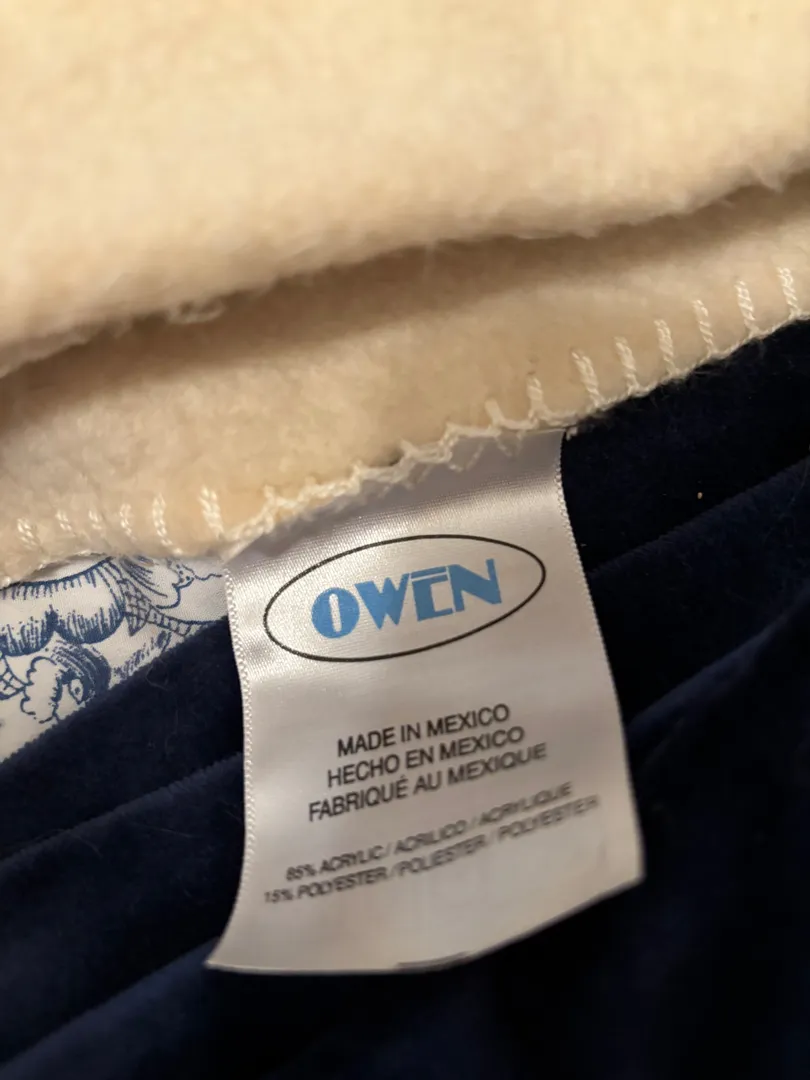 OWEN
MADE IN MEXICO
HECHO EN MEXICO
FABRIQUÉ AU MEXIQUE
85% ACRYLIC / ACRILICO / ACRYLIQUE
15% POLYESTER / POLIESTER / POLYESTER